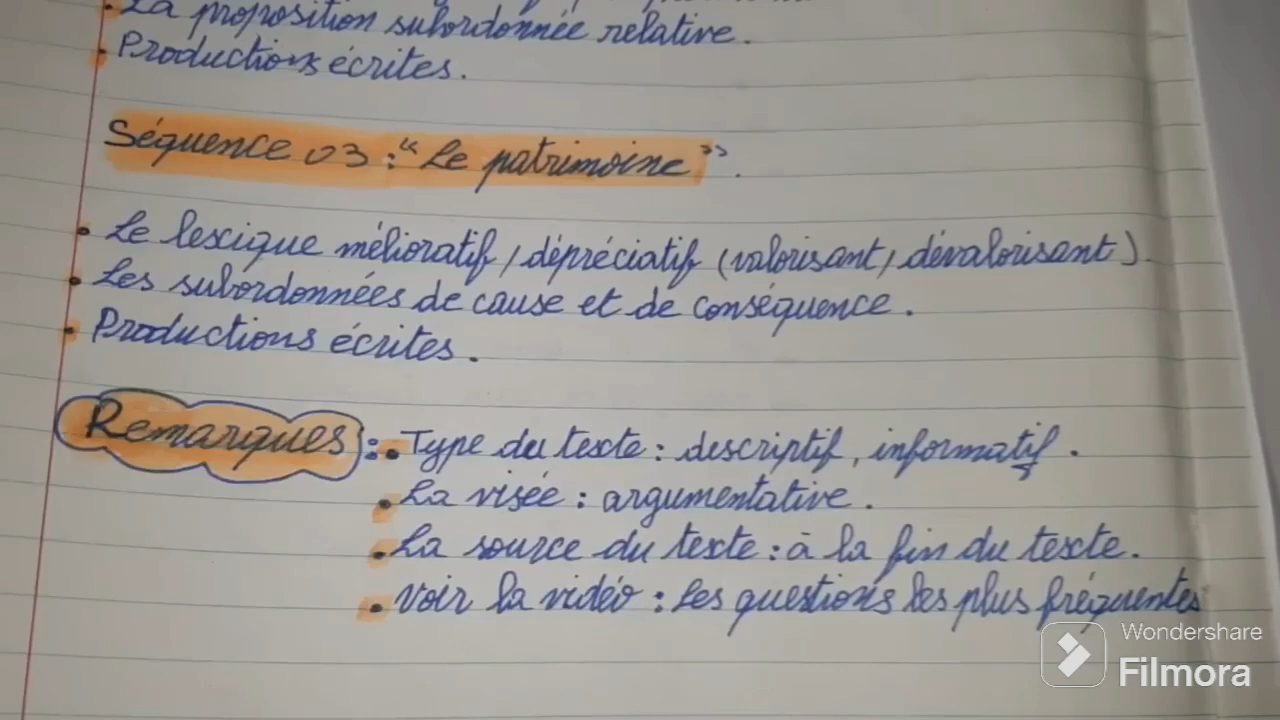 . La proposition subordonnée relative.
. Productions écrites.
Séquence 03 : "Le patrimoine".
. Le lexique mélioratif / dépréciatif (valorisant / dévalorisant).
. Les subordonnées de cause et de conséquence.
. Productions écrites.
Remarques : . Type du texte : descriptif, informatif.
. La visée : argumentative.
. La source du texte : à la fin du texte.
. Voir la vidéo : Les questions les plus fréquentes
Wondershare
Filmora